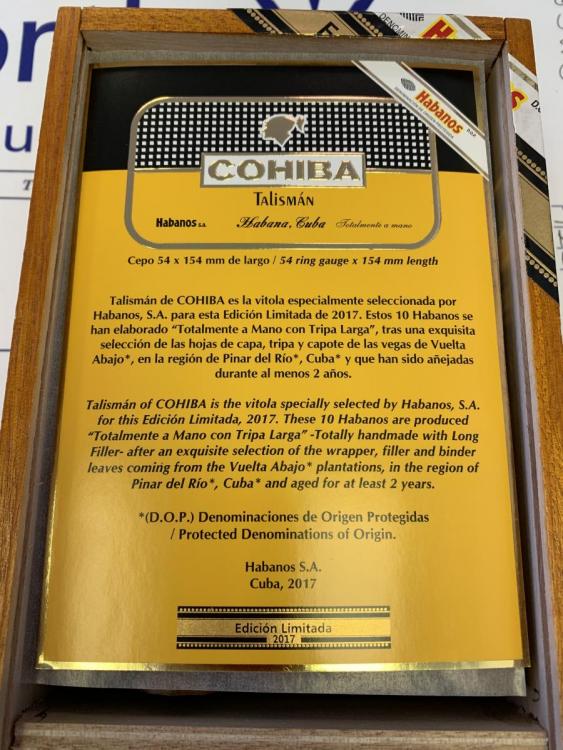 DENOMIN
Habanos
D.O.P.
COHIBA
TALISMÁN
Habanos S.A.
Habana, Cuba
Totalmente a mano
Cepo 54 x 154 mm de largo / 54 ring gauge x 154 mm length
Talismán de COHIBA es la vitola especialmente seleccionada por
Habanos, S.A. para esta Edición Limitada de 2017. Estos 10 Habanos se
han elaborado “Totalmente a Mano con Tripa Larga”, tras una exquisita
selección de las hojas de capa, tripa y capote de las vegas de Vuelta
Abajo*, en la región de Pinar del Río*, Cuba* y que han sido añejadas
durante al menos 2 años.
Talismán of COHIBA is the vitola specially selected by Habanos, S.A.
for this Edición Limitada, 2017. These 10 Habanos are produced
“Totalmente a Mano con Tripa Larga” -Totally handmade with Long
Filler- after an exquisite selection of the wrapper, filler and binder
leaves coming from the Vuelta Abajo* plantations, in the region of
Pinar del Río*, Cuba* and aged for at least 2 years.
*(D.O.P.) Denominaciones de Origen Protegidas
/ Protected Denominations of Origin.
Habanos S.A.
Cuba, 2017
Edición Limitada
2017